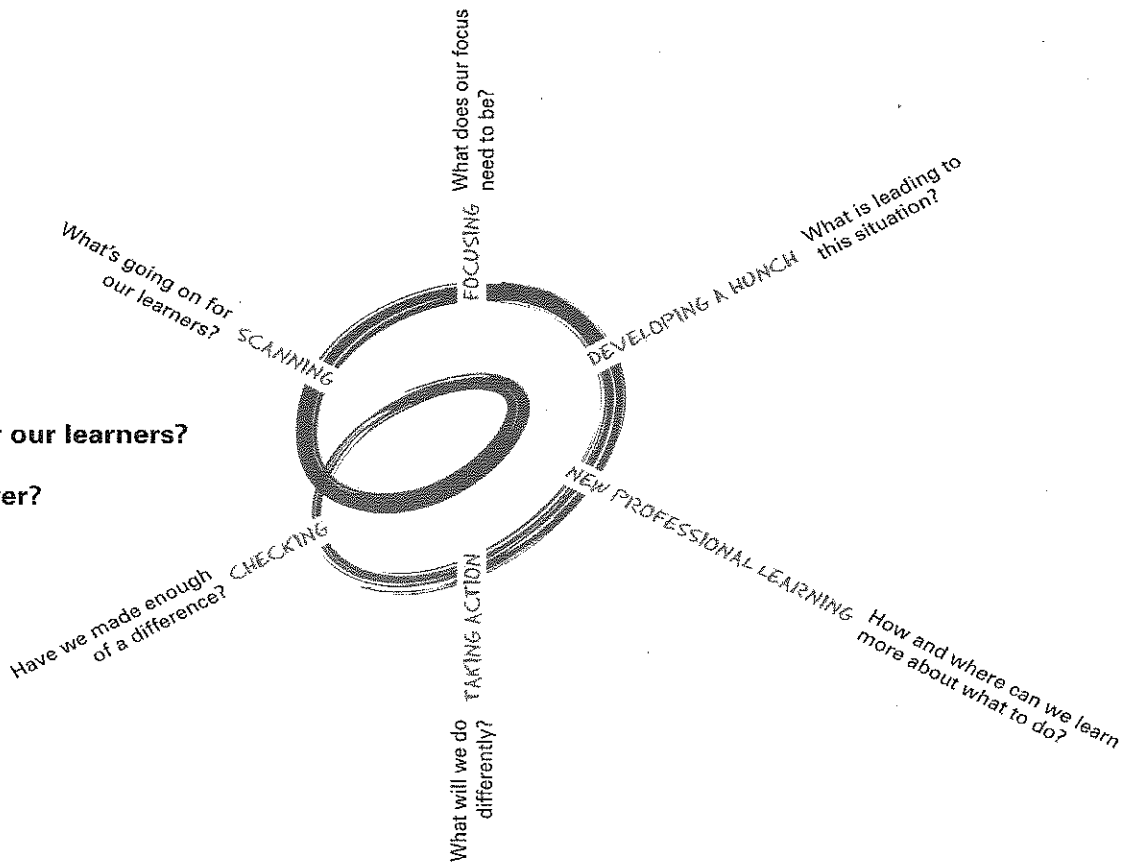 What does our focus
need to be?
FOCUSING
What is leading to
this situation?
DEVELOPING A HUNCH
What's going on for
our learners?
SCANNING
our learners?
NEW PROFESSIONAL LEARNING
How and where can we learn
more about what to do?
CHECKING
Have we made enough
of a difference?
TAKING ACTION
What will we do
differently?